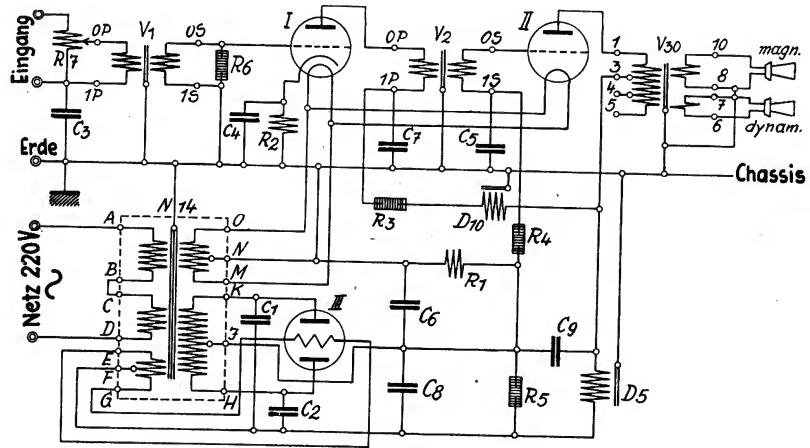 Eingang
R7
0P
1P
V1
0S
1S
R6
I
C4
R2
0P
1P
V2
0S
1S
II
1
3
4
5
V30
10
8
7
6
magn.
dynam.
C3
Erde
C7
C5
Chassis
R3
D10
R4
N 14
Netz 220V
A
B
C
D
E
F
G
O
N
M
K
J
H
C1
III
C2
R1
C6
C8
C9
R5
D5